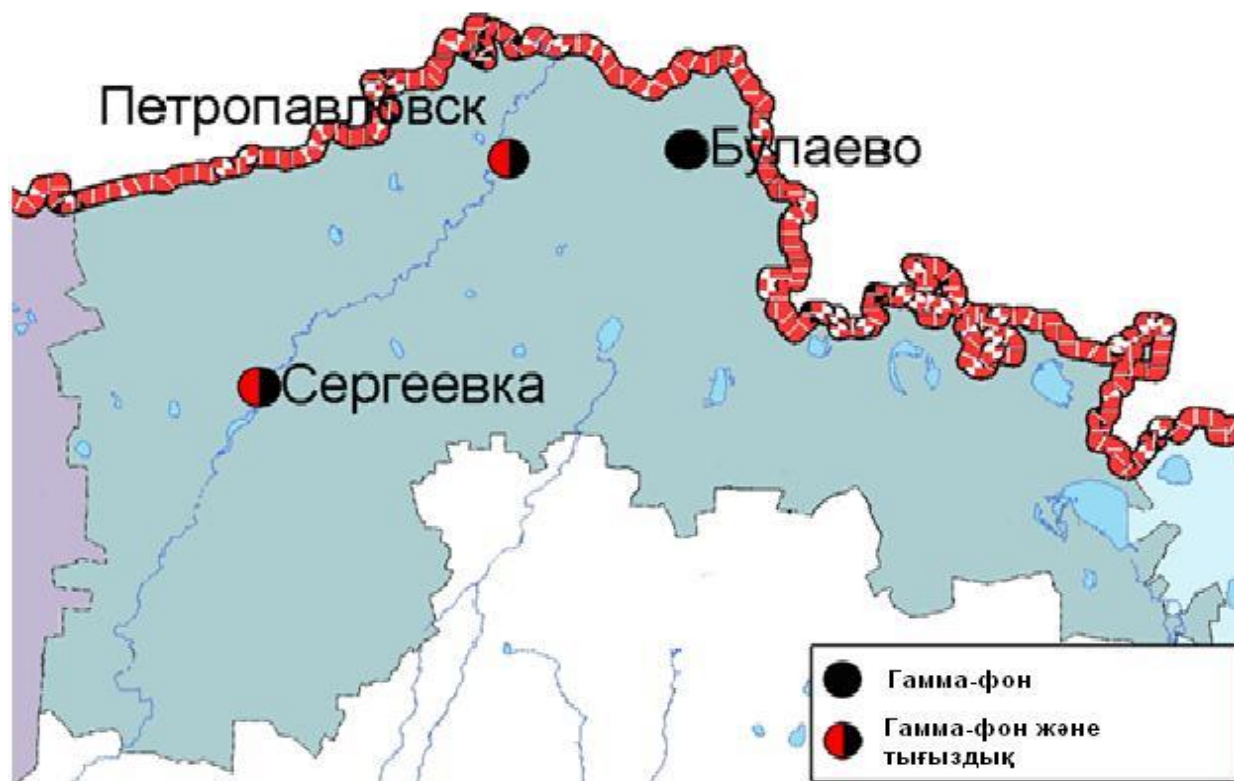 Петропавловск
Булаево
Сергеевка
Гамма-фон
Гамма-фон және
тығыздық